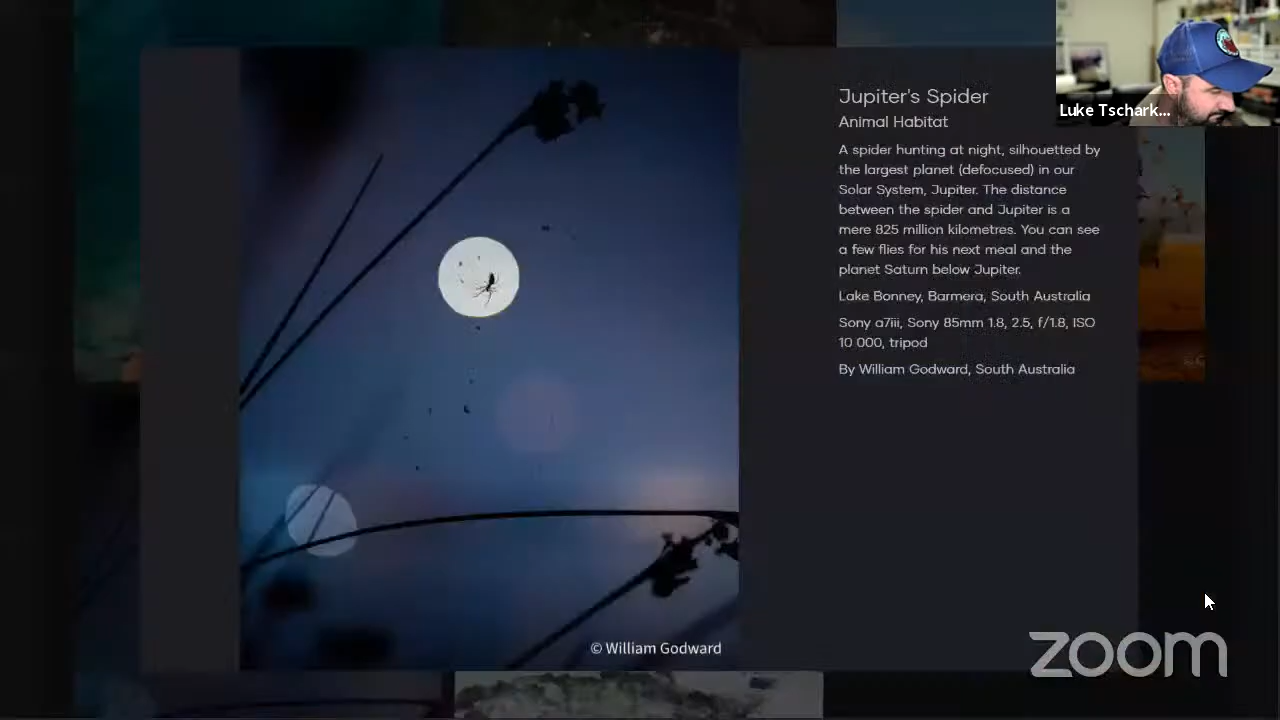 Jupiter's Spider
Animal Habitat
A spider hunting at night, silhouetted by
the largest planet (defocused) in our
Solar System, Jupiter. The distance
between the spider and Jupiter is a
mere 825 million kilometres. You can see
a few flies for his next meal and the
planet Saturn below Jupiter.
Lake Bonney, Barmera, South Australia
Sony a7iii, Sony 85mm 1.8, 2.5, f/1.8, ISO
10 000, tripod
By William Godward, South Australia
Luke Tschark...
© William Godward
zoom